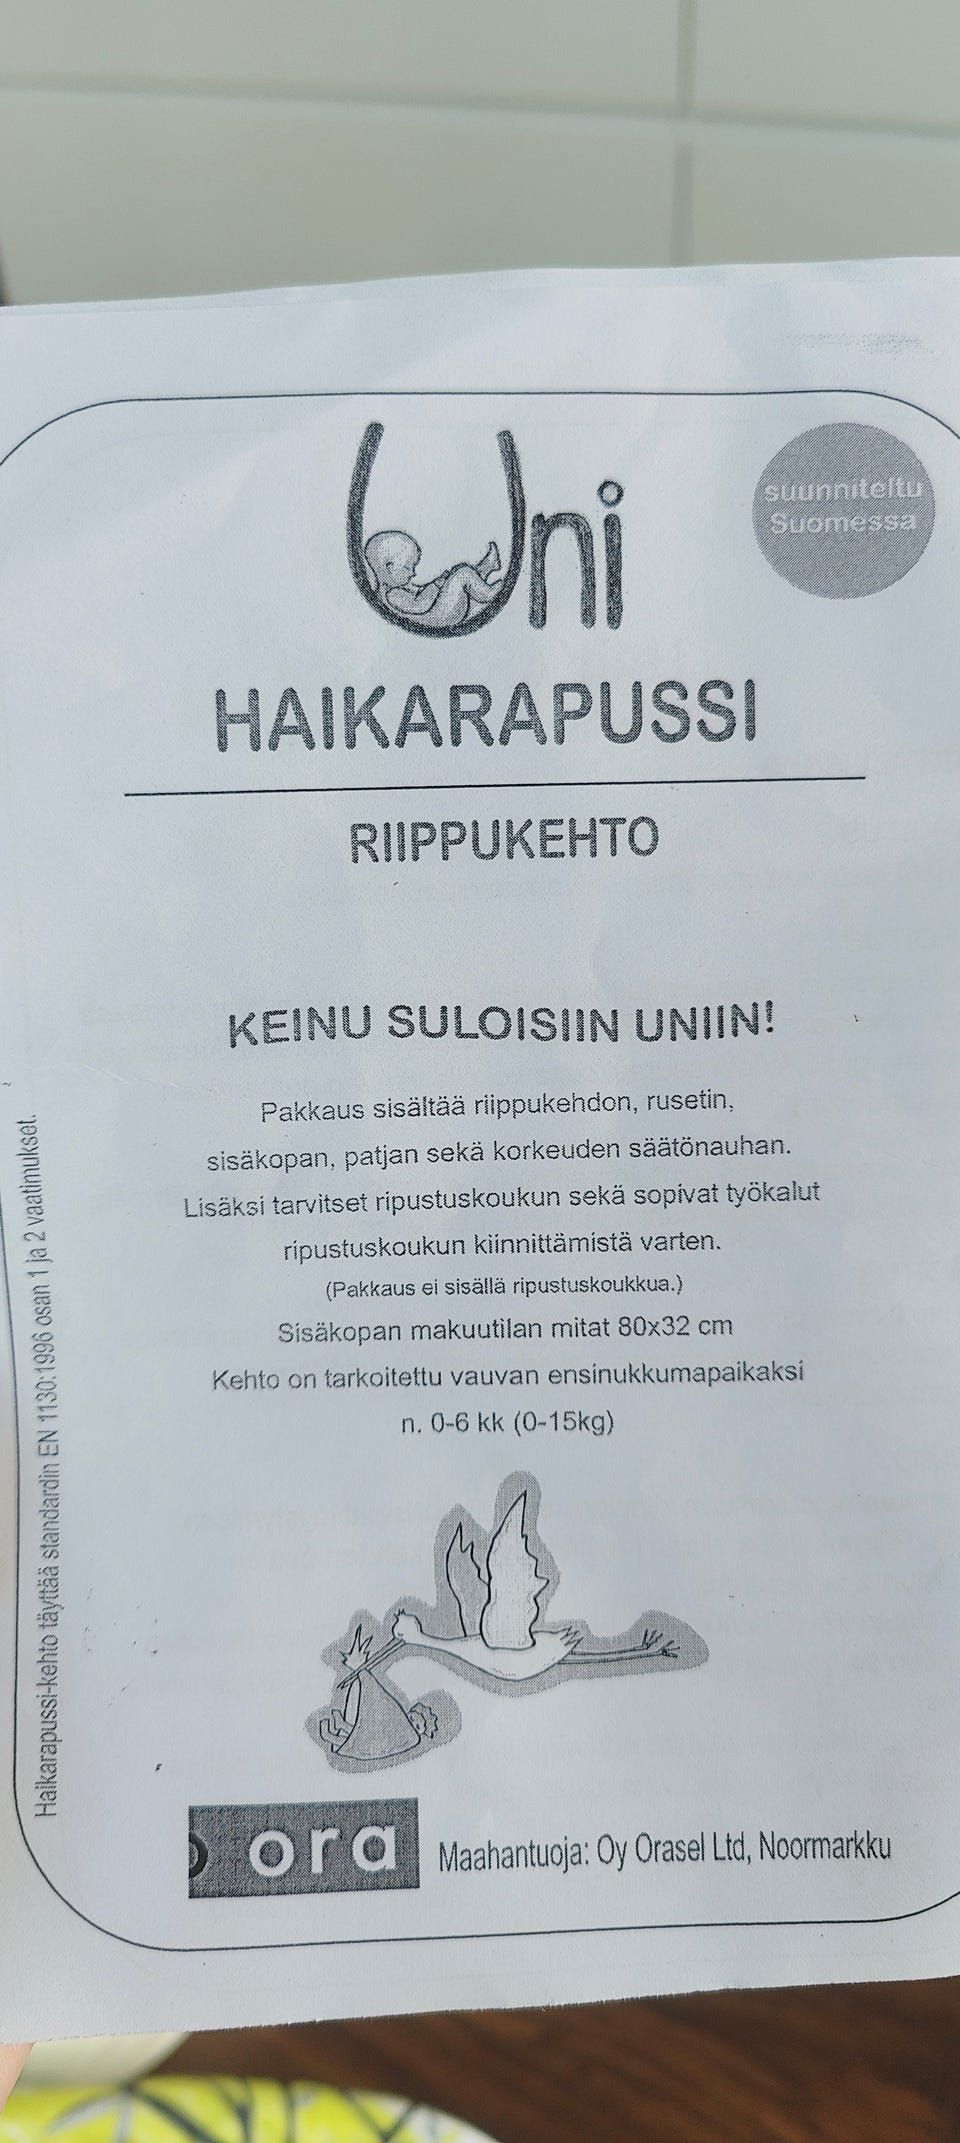 Uni
suunniteltu
Suomessa
HAIKARAPUSSI
RIIPPUKEHTO
KEINU SULOISIIN UNIIN!
Pakkaus sisältää riippukehdon, rusetin,
sisäkopan, patjan sekä korkeuden säätönauhan.
Lisäksi tarvitset ripustuskoukun sekä sopivat työkalut
ripustuskoukun kiinnittämistä varten.
(Pakkaus ei sisällä ripustuskoukkua.)
Sisäkopan makuutilan mitat 80x32 cm
Kehto on tarkoitettu vauvan ensinukkumapaikaksi
n. 0-6 kk (0-15kg)
Haikarapussi-kehto täyttää standardin EN 1130:1996 osan 1 ja 2 vaatimukset.
ora
Maahantuoja: Oy Orasel Ltd, Noormarkku